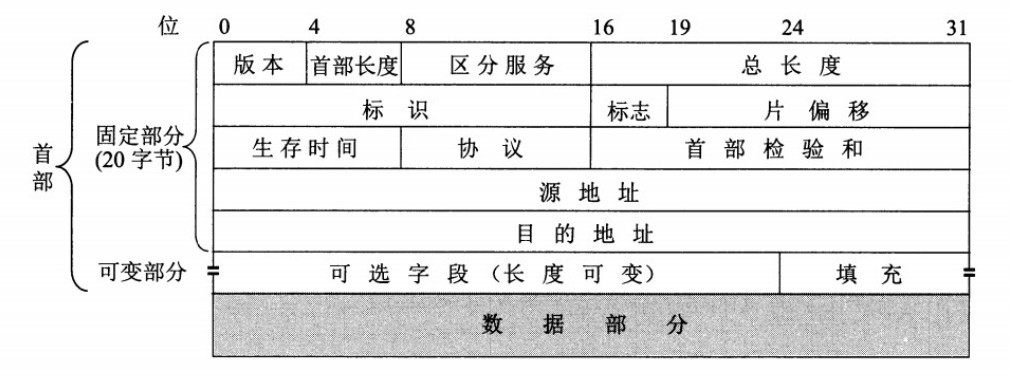 位 0 4 8 16 19 24 31
版本 首部长度 区分服务 总长度
标识 标志 片偏移
固定部分
(20字节)
首部
生存时间 协议 首部检验和
源地址
目的地址
可变部分 可选字段（长度可变） 填充
数据部分